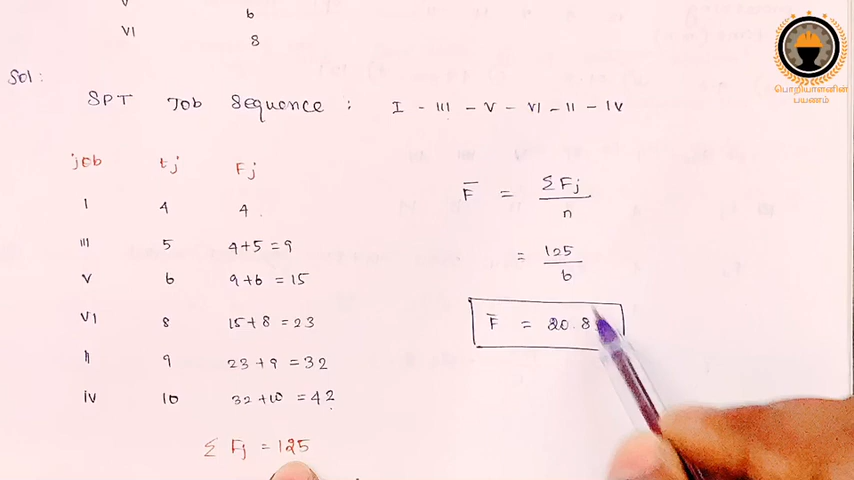 V b
VI 8
Sol:
SPT Job Sequence : I - III - V - VI - II - IV
job tj Fj
I 4 4
III 5 4+5 = 9
V 6 9+6 = 15
VI 8 15+8 = 23
II 9 23+9 = 32
IV 10 32+10 = 42
Σ Fj = 125
F̄ = ΣFj / n
= 125 / 6
F̄ = 20.8
பொறியாளனின்
பயணம்